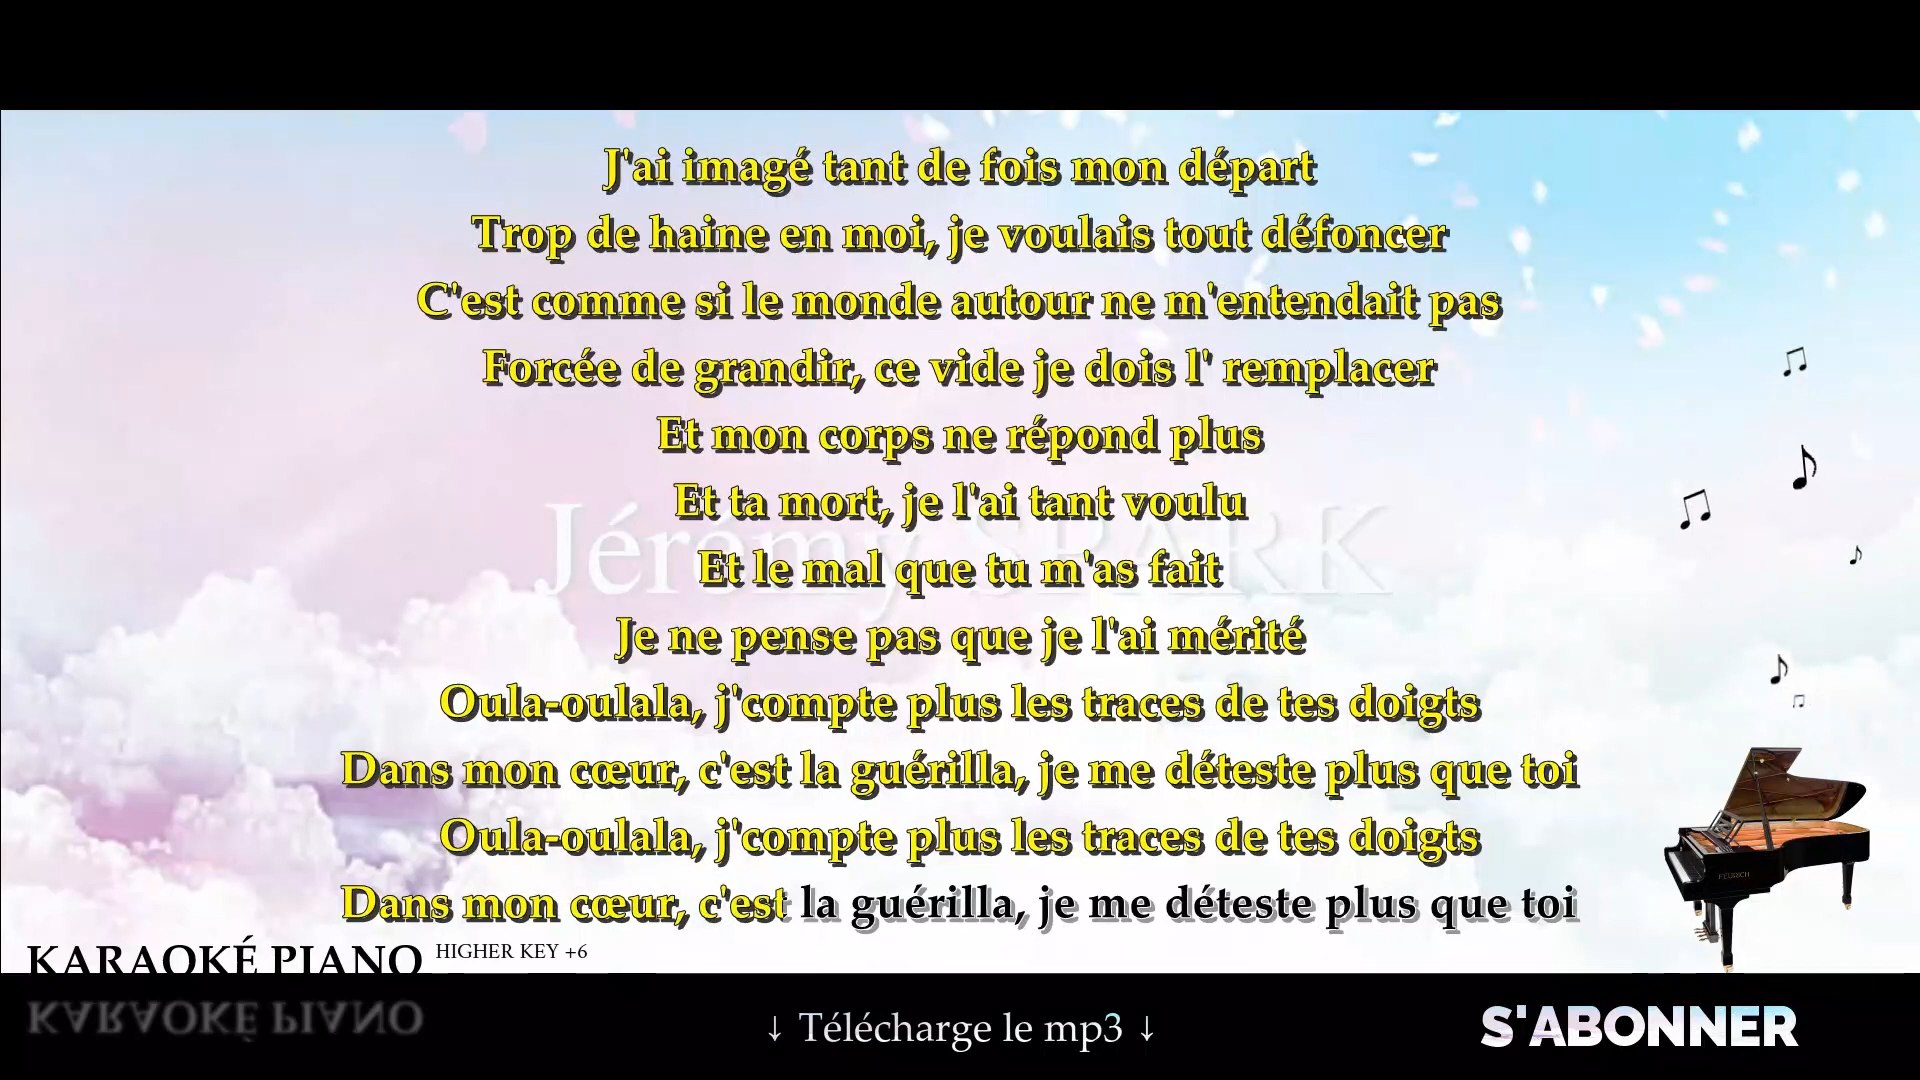 J'ai imagé tant de fois mon départ
Trop de haine en moi, je voulais tout défoncer
C'est comme si le monde autour ne m'entendait pas
Forcée de grandir, ce vide je dois l' remplacer
Et mon corps ne répond plus
Et ta mort, je l'ai tant voulu
Jérémy SPARK
Et le mal que tu m'as fait
Je ne pense pas que je l'ai mérité
Oula-oulala, j'compte plus les traces de tes doigts
Dans mon cœur, c'est la guérilla, je me déteste plus que toi
Oula-oulala, j'compte plus les traces de tes doigts
FEURICH
Dans mon cœur, c'est la guérilla, je me déteste plus que toi
KARAOKÉ PIANO HIGHER KEY +6
↓ Télécharge le mp3 ↓
S'ABONNER